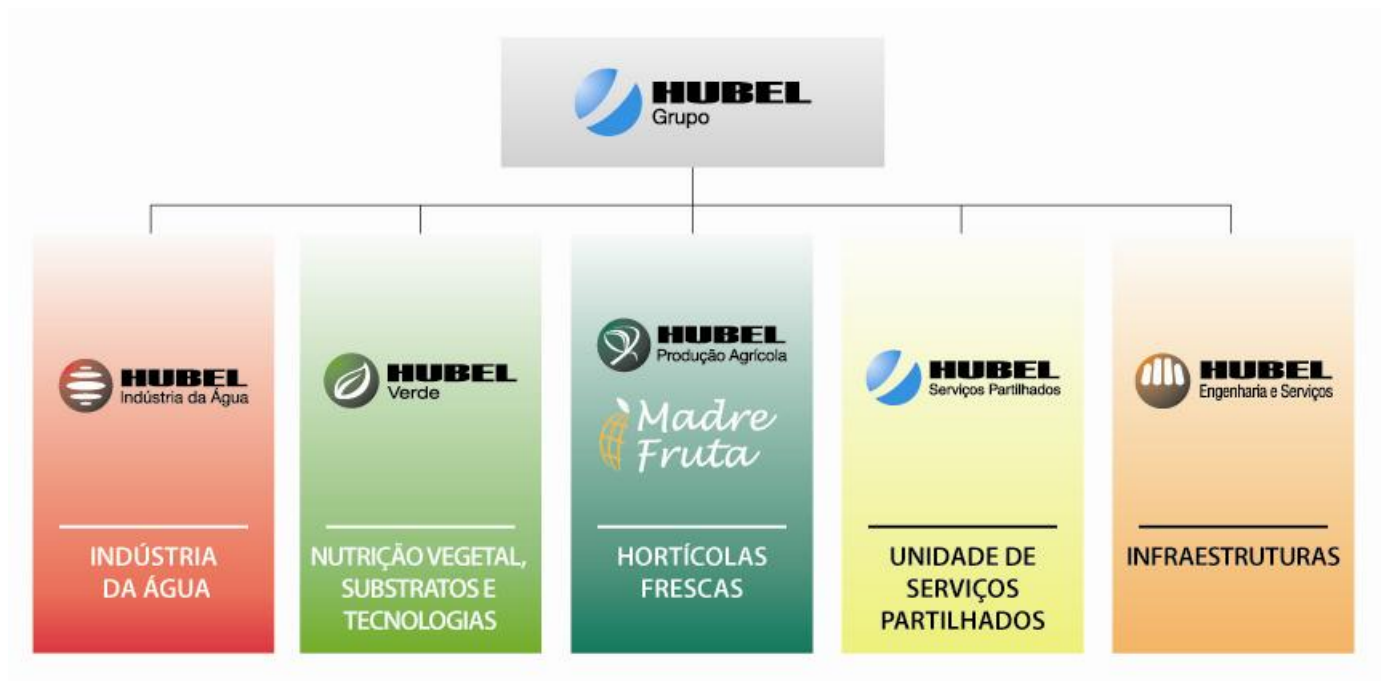 HUBEL
Grupo
HUBEL
Indústria da Água
INDÚSTRIA
DA ÁGUA
HUBEL
Verde
NUTRIÇÃO VEGETAL,
SUBSTRATOS E
TECNOLOGIAS
HUBEL
Produção Agrícola
Madre
Fruta
HORTÍCOLAS
FRESCAS
HUBEL
Serviços Partilhados
UNIDADE DE
SERVIÇOS
PARTILHADOS
HUBEL
Engenharia e Serviços
INFRAESTRUTURAS